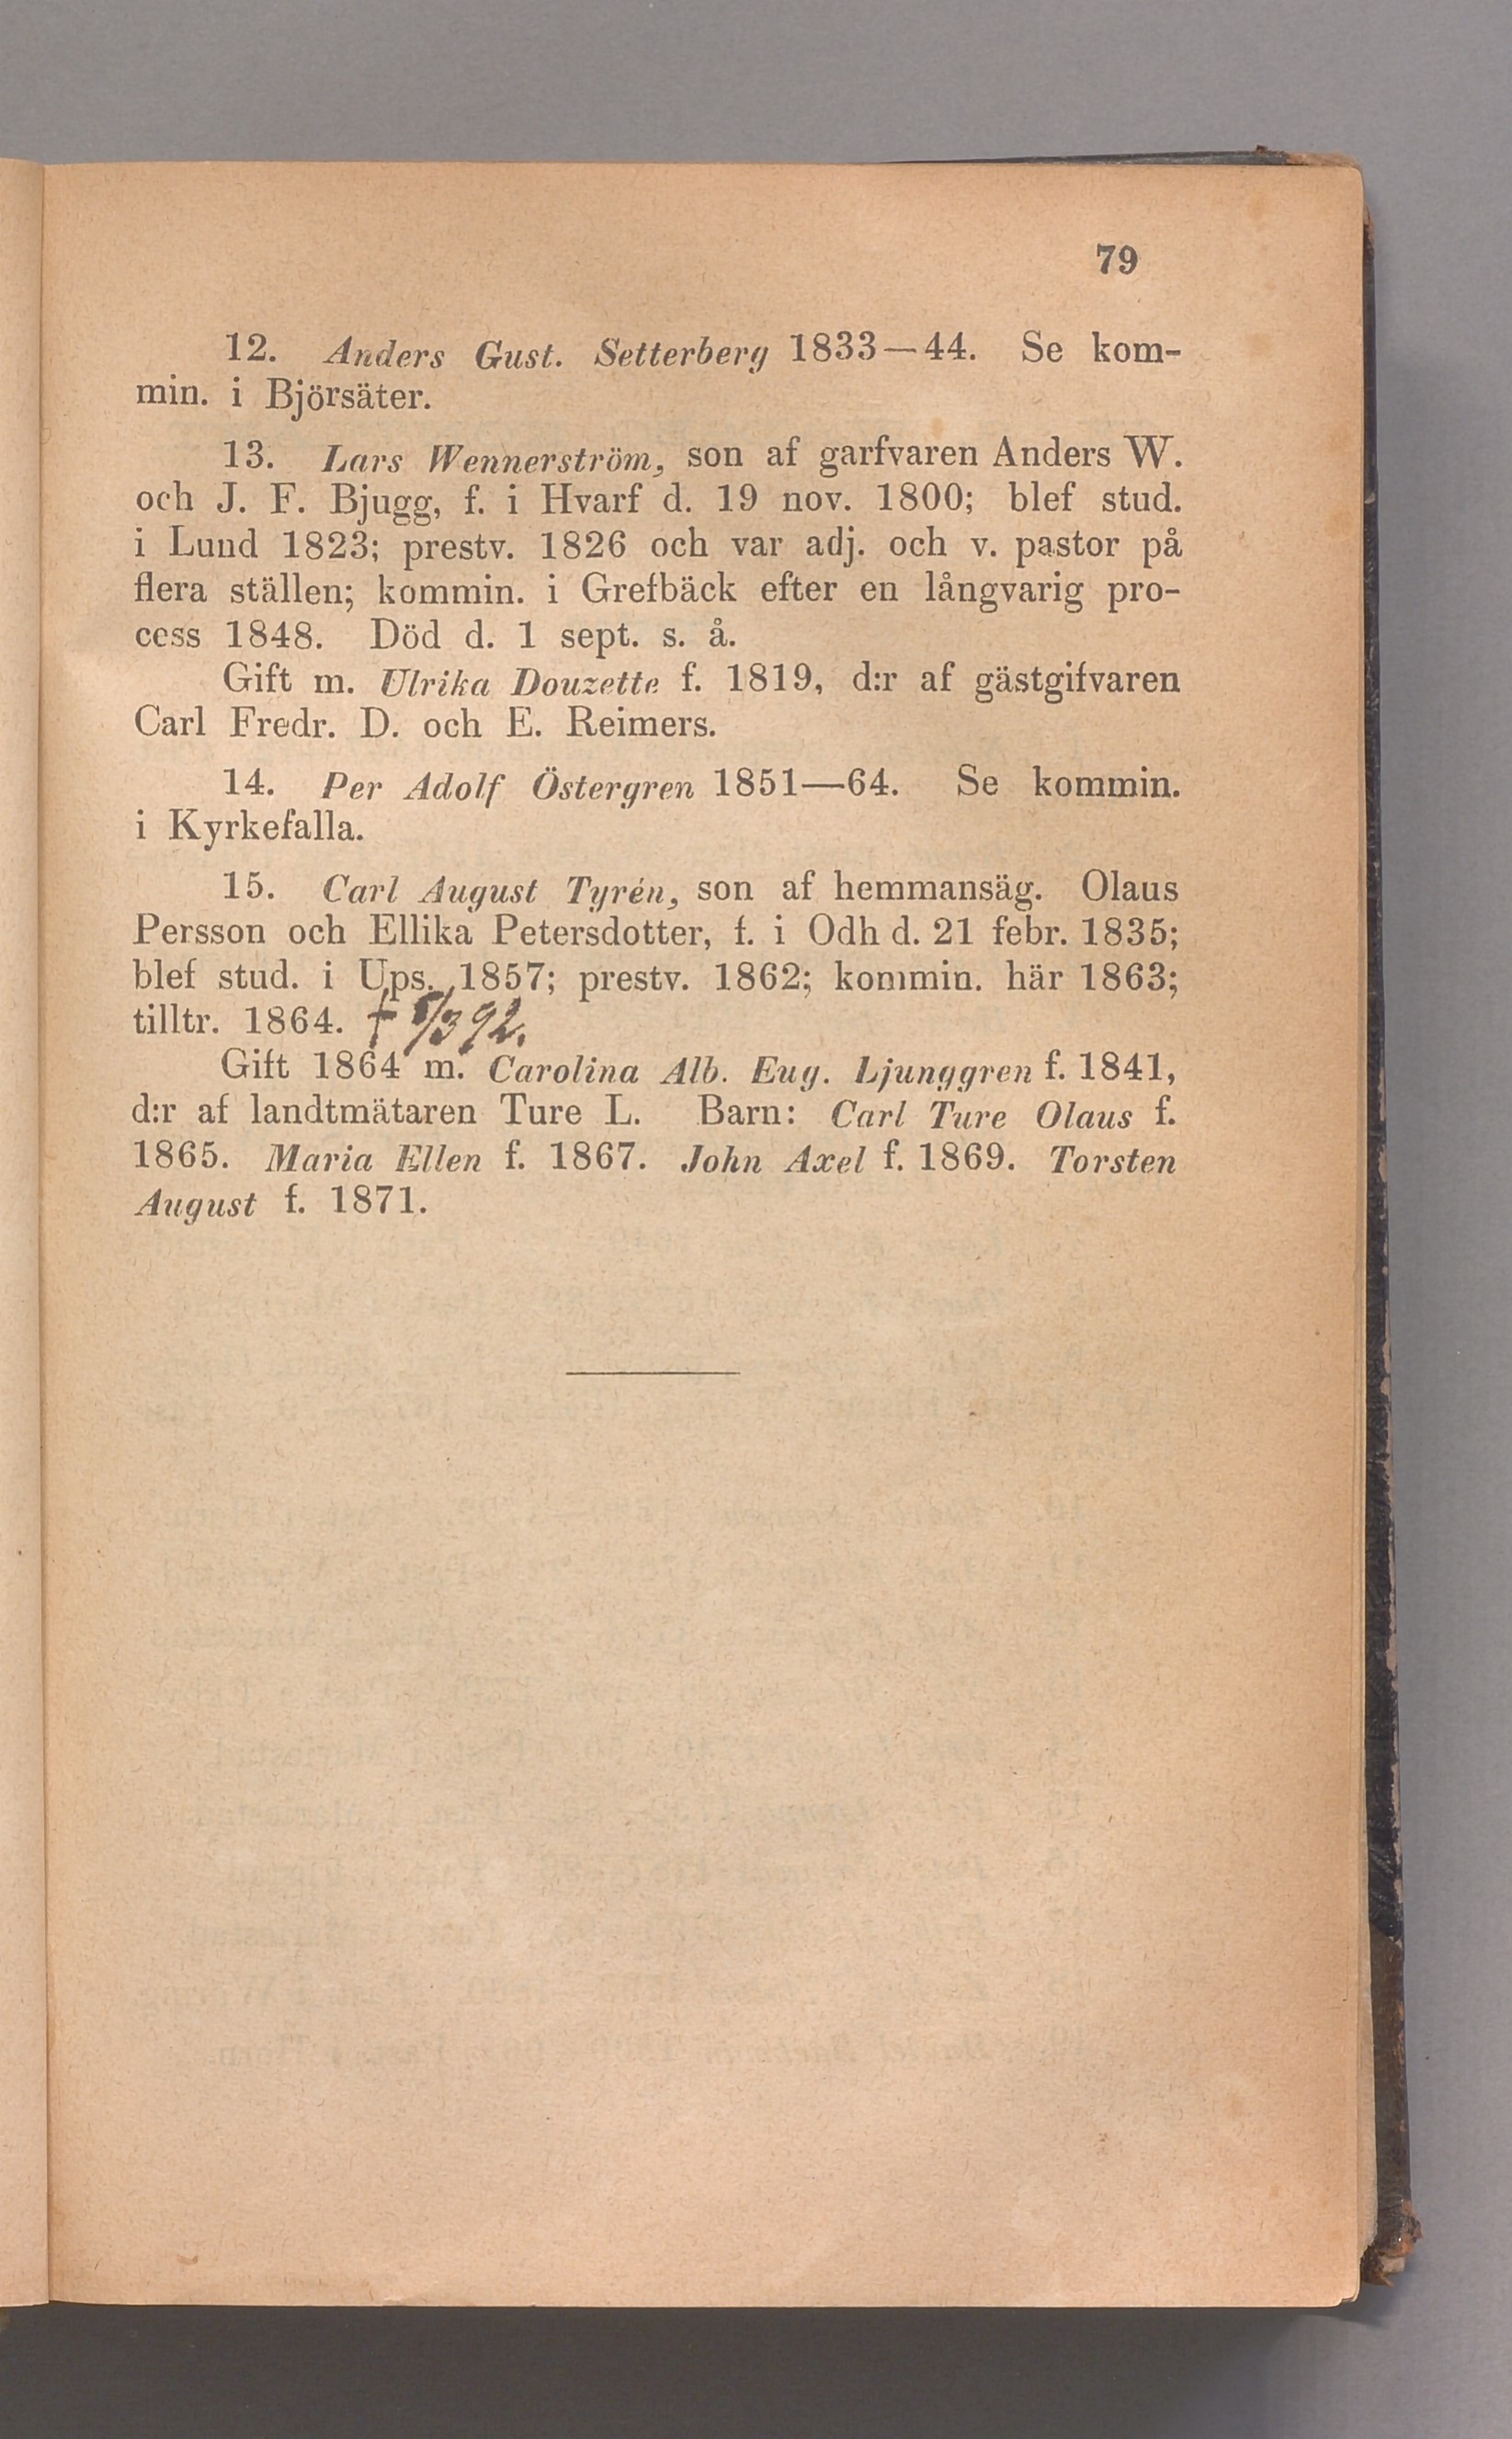 79
12. Anders Gust. Setterberg 1833—44. Se kom-
min. i Björsäter.
13. Lars Wennerström, son af garfvaren Anders W.
och J. F. Bjugg, f. i Hvarf d. 19 nov. 1800; blef stud.
i Lund 1823; prestv. 1826 och var adj. och v. pastor på
flera ställen; kommin. i Grefbäck efter en långvarig pro-
cess 1848. Död d. 1 sept. s. å.
Gift m. Ulrika Douzette f. 1819, d:r af gästgifvaren
Carl Fredr. D. och E. Reimers.
14. Per Adolf Östergren 1851—64. Se kommin.
i Kyrkefalla.
15. Carl August Tyrén, son af hemmansäg. Olaus
Persson och Ellika Petersdotter, f. i Odh d. 21 febr. 1835;
blef stud. i Ups. 1857; prestv. 1862; kommin. här 1863;
tilltr. 1864. †
Gift 1864 m. Carolina Alb. Eug. Ljunggren f. 1841,
d:r af landtmätaren Ture L. Barn: Carl Ture Olaus f.
1865. Maria Ellen f. 1867. John Axel f. 1869. Torsten
August f. 1871.